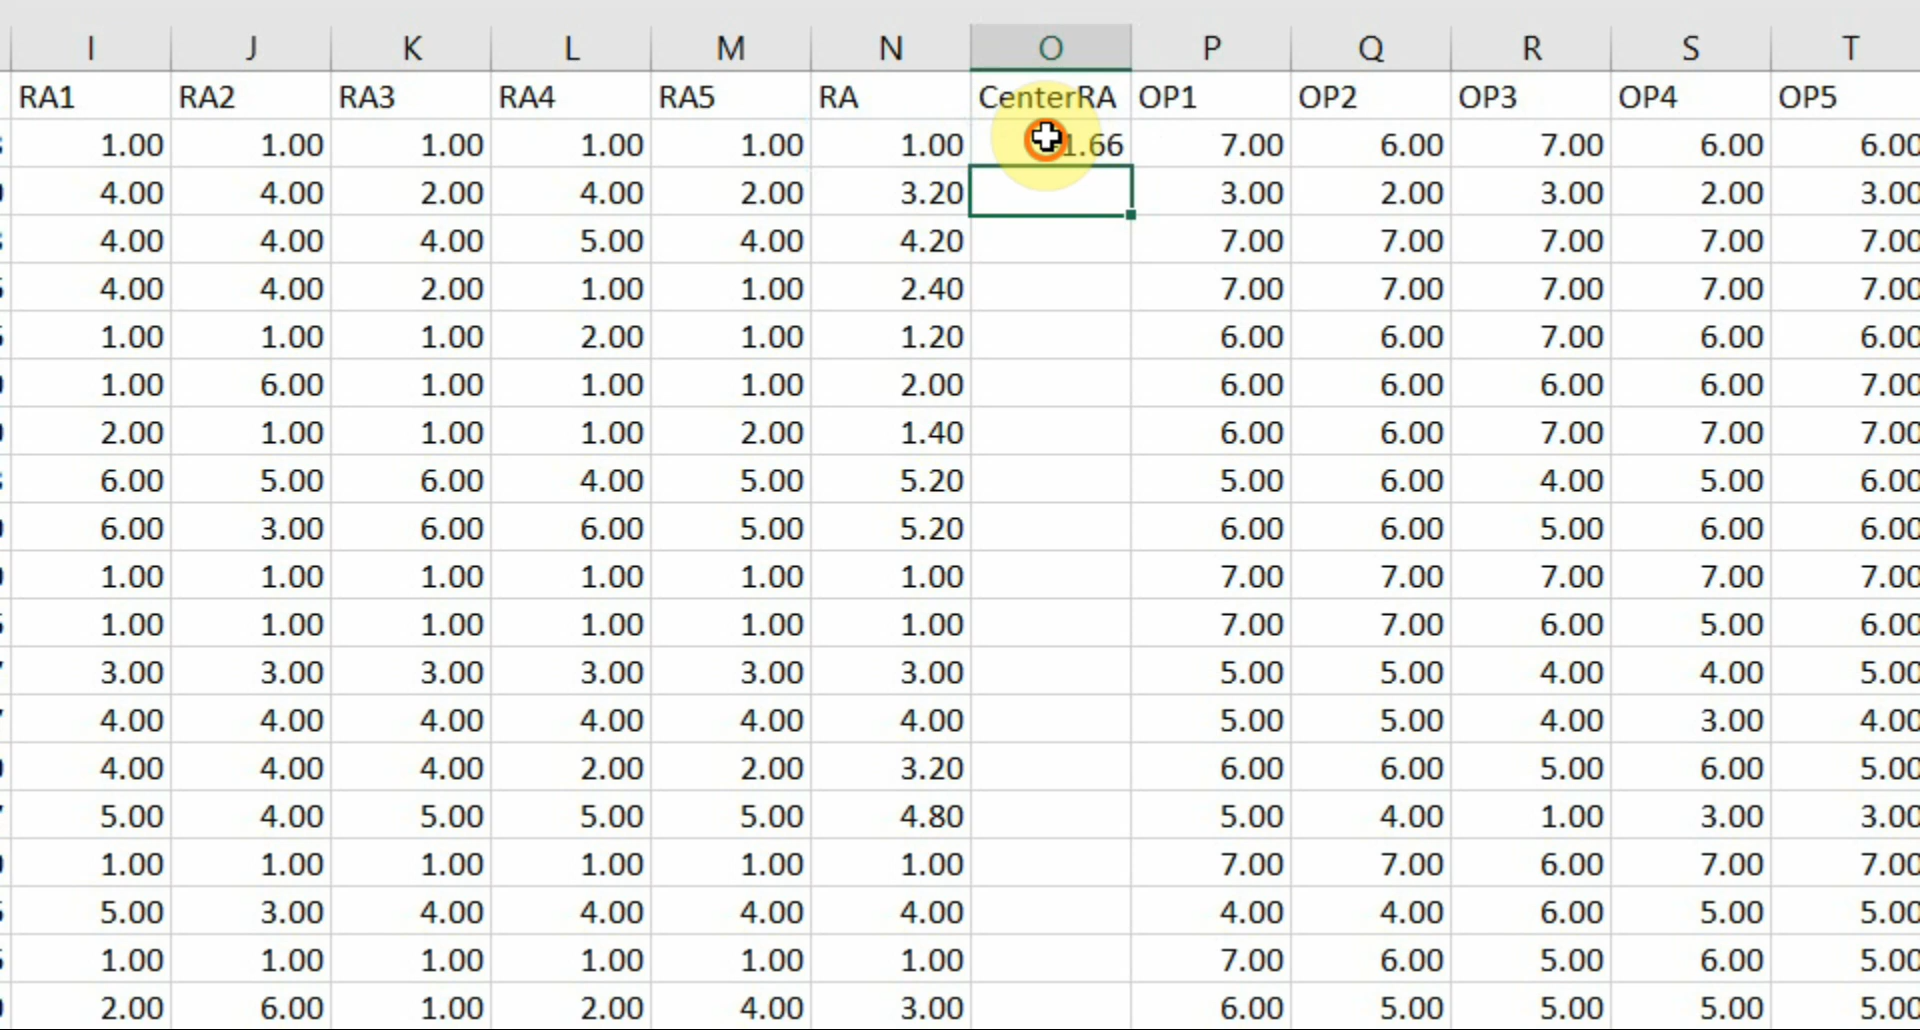 I J K L M N O P Q R S T
RA1 RA2 RA3 RA4 RA5 RA CenterRA OP1 OP2 OP3 OP4 OP5
1.00 1.00 1.00 1.00 1.00 1.00 1.66 7.00 6.00 7.00 6.00 6.00
4.00 4.00 2.00 4.00 2.00 3.20 3.00 2.00 3.00 2.00 3.00
4.00 4.00 4.00 5.00 4.00 4.20 7.00 7.00 7.00 7.00 7.00
4.00 4.00 2.00 1.00 1.00 2.40 7.00 7.00 7.00 7.00 7.00
1.00 1.00 1.00 2.00 1.00 1.20 6.00 6.00 7.00 6.00 6.00
1.00 6.00 1.00 1.00 1.00 2.00 6.00 6.00 6.00 6.00 7.00
2.00 1.00 1.00 1.00 2.00 1.40 6.00 6.00 7.00 7.00 7.00
6.00 5.00 6.00 4.00 5.00 5.20 5.00 6.00 4.00 5.00 6.00
6.00 3.00 6.00 6.00 5.00 5.20 6.00 6.00 5.00 6.00 6.00
1.00 1.00 1.00 1.00 1.00 1.00 7.00 7.00 7.00 7.00 7.00
1.00 1.00 1.00 1.00 1.00 1.00 7.00 7.00 6.00 5.00 6.00
3.00 3.00 3.00 3.00 3.00 3.00 5.00 5.00 4.00 4.00 5.00
4.00 4.00 4.00 4.00 4.00 4.00 5.00 5.00 4.00 3.00 4.00
4.00 4.00 4.00 2.00 2.00 3.20 6.00 6.00 5.00 6.00 5.00
5.00 4.00 5.00 5.00 5.00 4.80 5.00 4.00 1.00 3.00 3.00
1.00 1.00 1.00 1.00 1.00 1.00 7.00 7.00 6.00 7.00 7.00
5.00 3.00 4.00 4.00 4.00 4.00 4.00 4.00 6.00 5.00 5.00
1.00 1.00 1.00 1.00 1.00 1.00 7.00 6.00 5.00 6.00 5.00
2.00 6.00 1.00 2.00 4.00 3.00 6.00 5.00 5.00 5.00 5.00